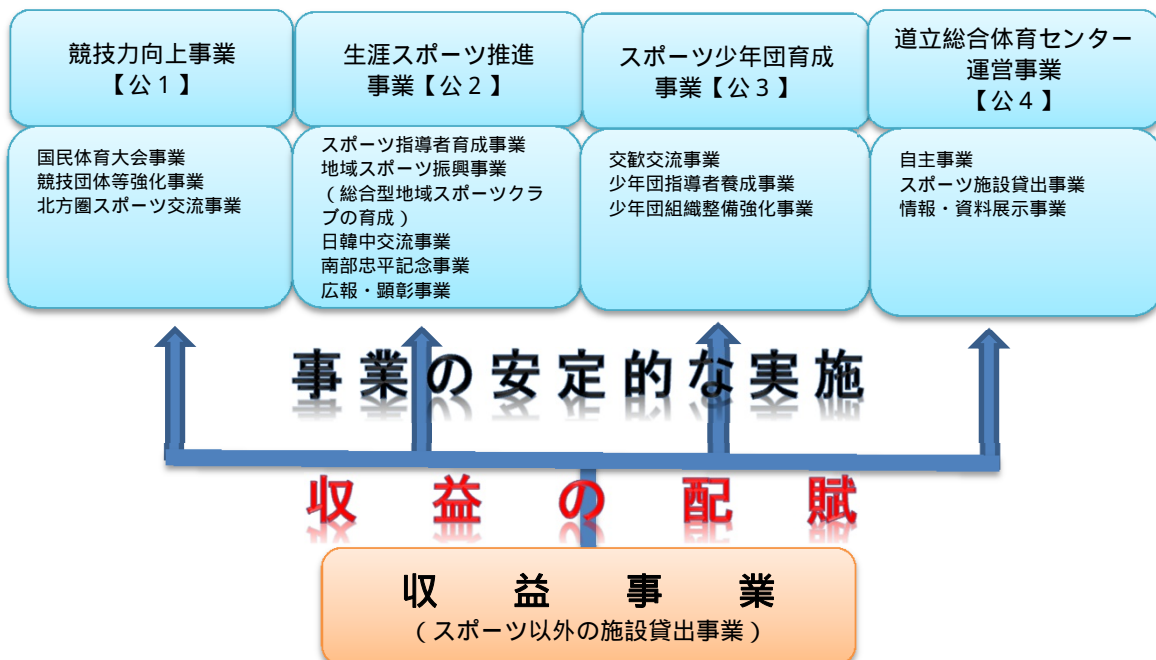 競技力向上事業
【公1】
生涯スポーツ推進
事業【公2】
スポーツ少年団育成
事業【公3】
道立総合体育センター
運営事業
【公4】
国民体育大会事業
競技団体等強化事業
北方圏スポーツ交流事業
スポーツ指導者育成事業
地域スポーツ振興事業
（総合型地域スポーツクラ
ブの育成）
日韓中交流事業
南部忠平記念事業
広報・顕彰事業
交歓交流事業
少年団指導者養成事業
少年団組織整備強化事業
自主事業
スポーツ施設貸出事業
情報・資料展示事業
事業の安定的な実施
収益の配賦
収益事業
（スポーツ以外の施設貸出事業）